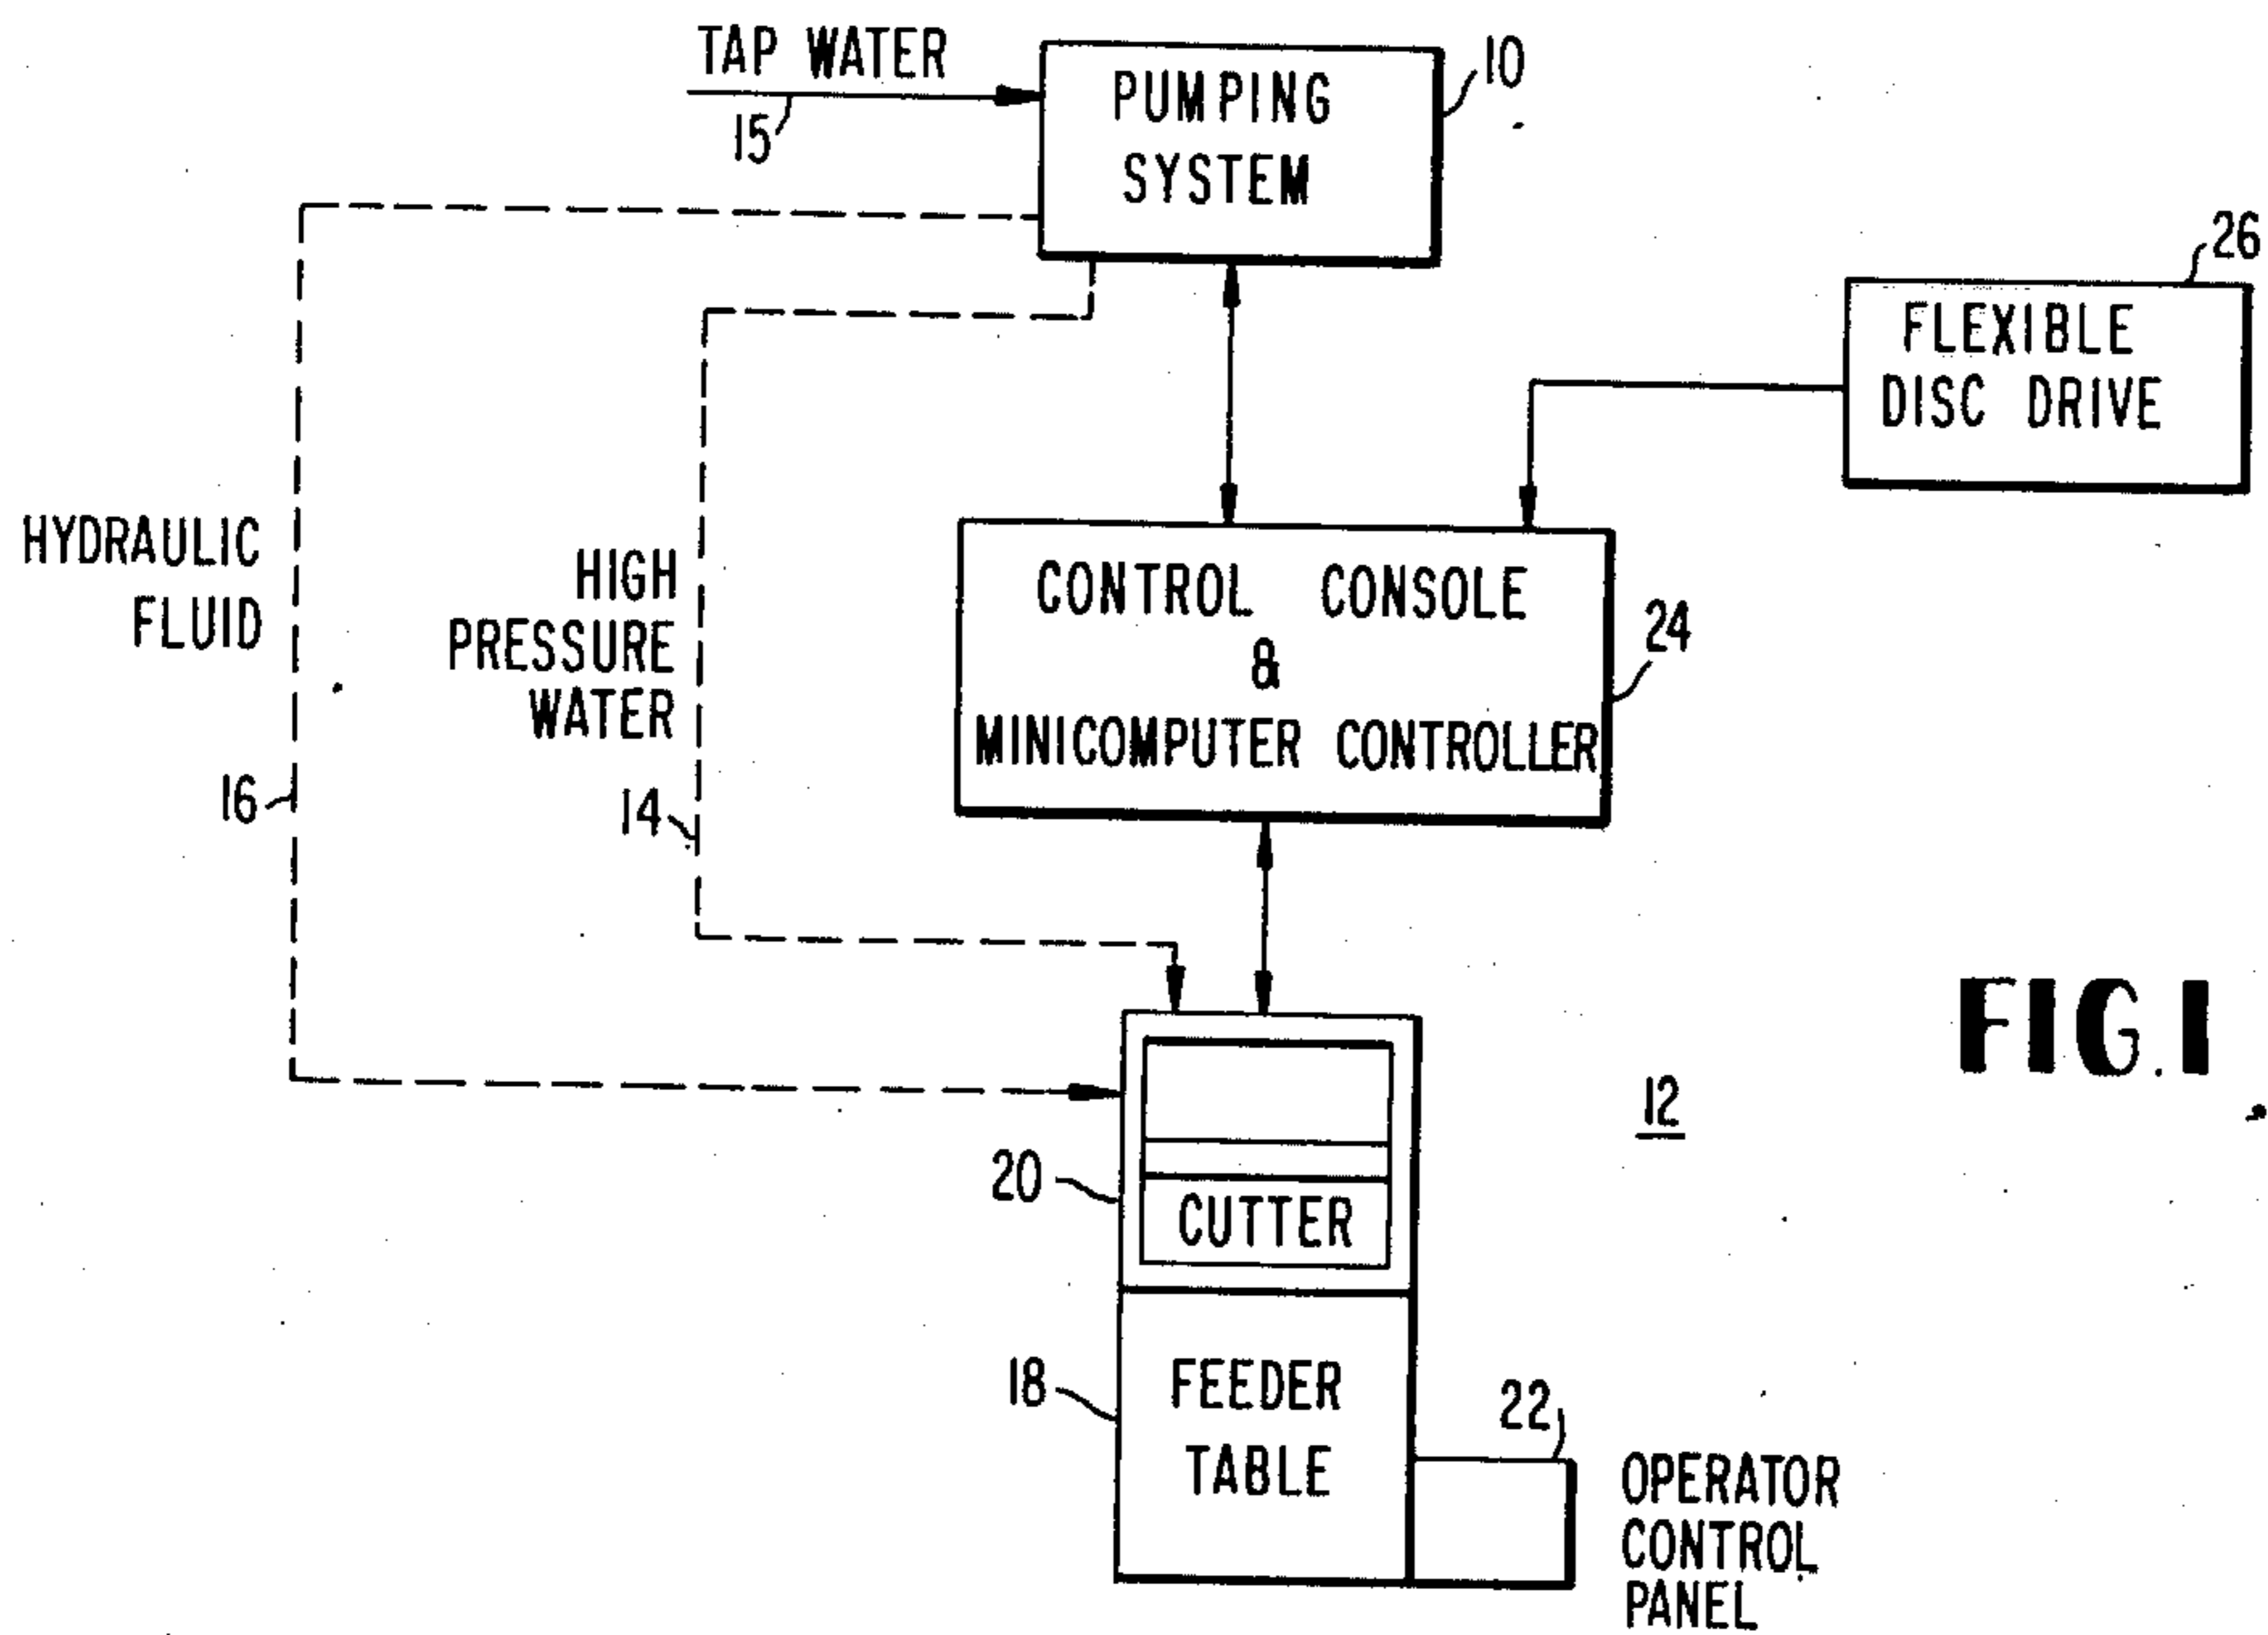 TAP WATER
15
PUMPING
SYSTEM
10
26
FLEXIBLE
DISC DRIVE
HYDRAULIC
FLUID
16
HIGH
PRESSURE
WATER
14
CONTROL CONSOLE
&
MINICOMPUTER CONTROLLER
24
FIG.1
12
20
CUTTER
18
FEEDER
TABLE
22
OPERATOR
CONTROL
PANEL